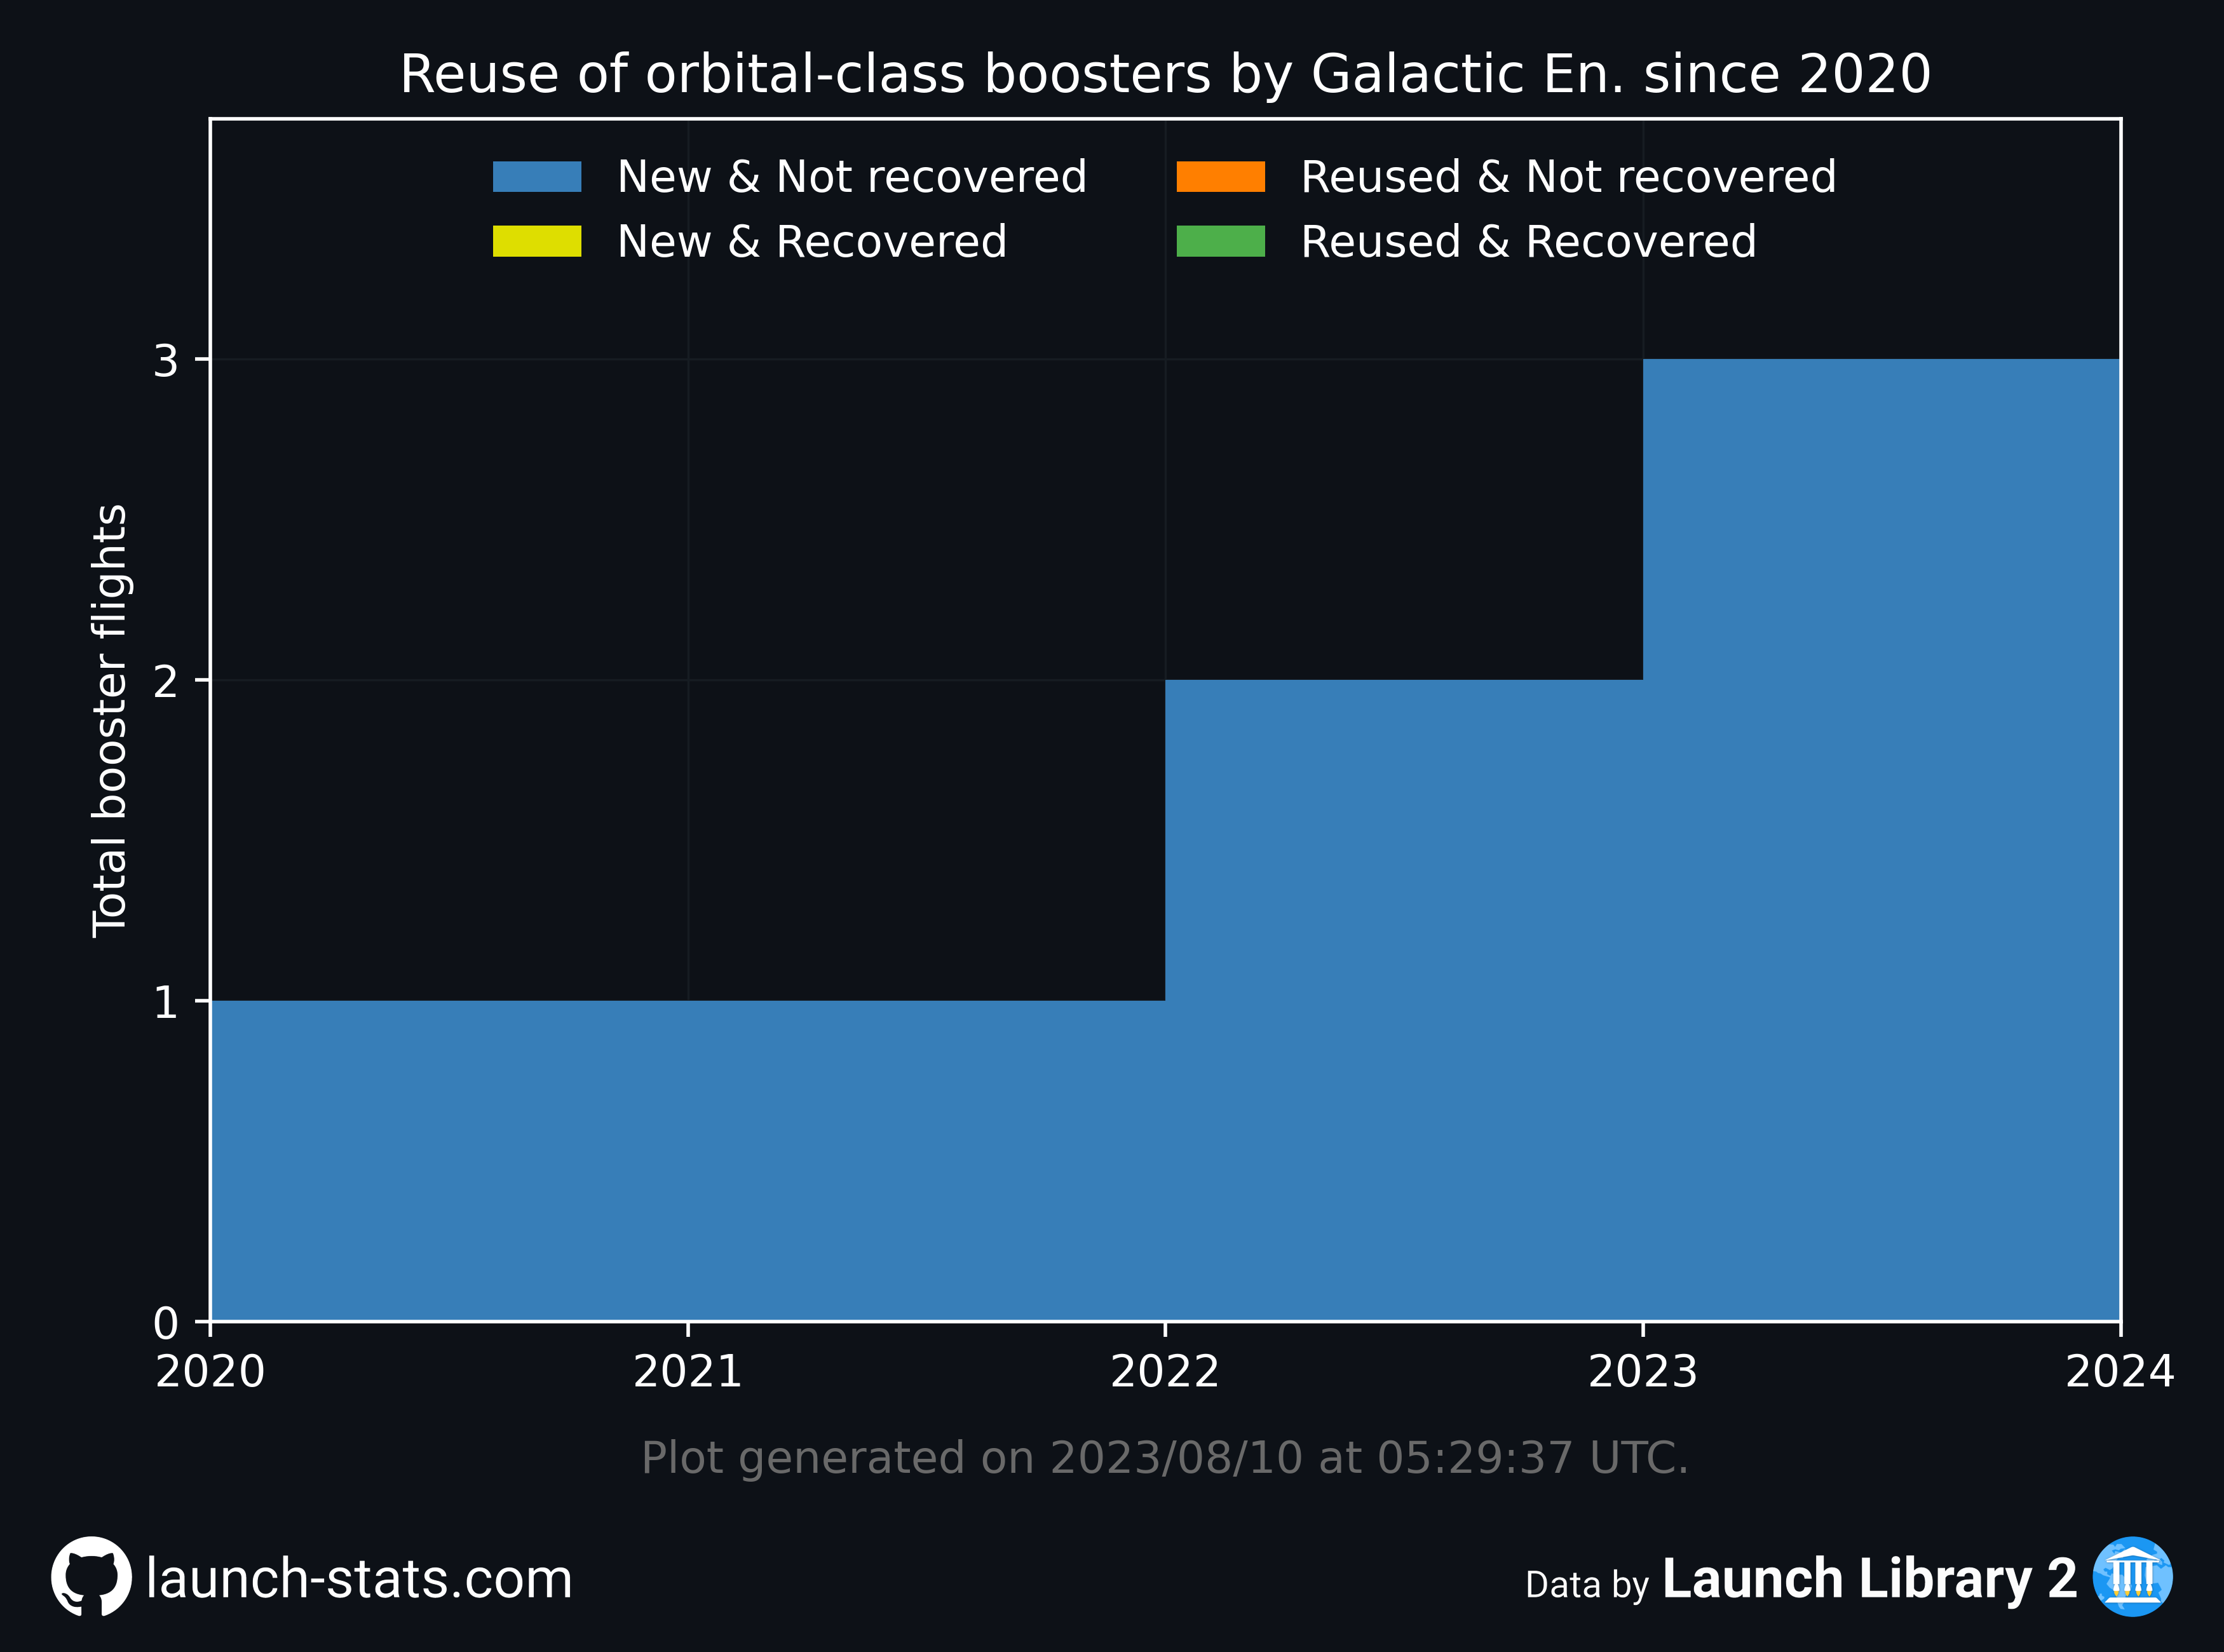 Reuse of orbital-class boosters by Galactic En. since 2020
New & Not recovered
New & Recovered
Reused & Not recovered
Reused & Recovered
Total booster flights
3
2
1
0
2020 2021 2022 2023 2024
Plot generated on 2023/08/10 at 05:29:37 UTC.
launch-stats.com
Data by Launch Library 2